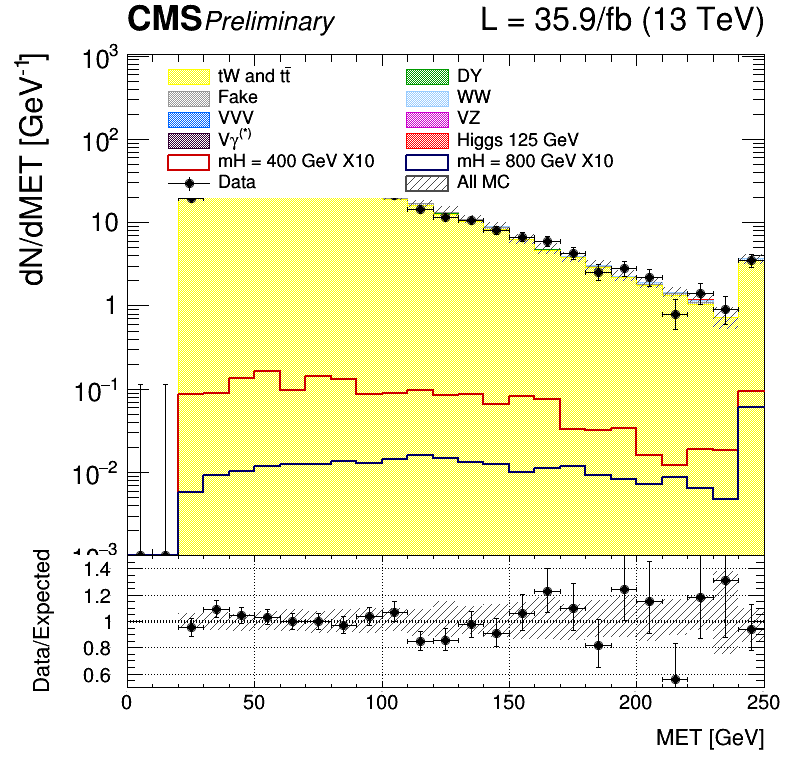 CMS Preliminary L = 35.9/fb (13 TeV)
dN/dMET [GeV⁻¹]
10³
10²
10
1
10⁻¹
10⁻²
tW and tt̄
DY
Fake
WW
VVV
VZ
Vγ⁽*⁾
Higgs 125 GeV
mH = 400 GeV X10
mH = 800 GeV X10
Data
All MC
Data/Expected
1.4
1.2
1
0.8
0.6
0 50 100 150 200 250
MET [GeV]